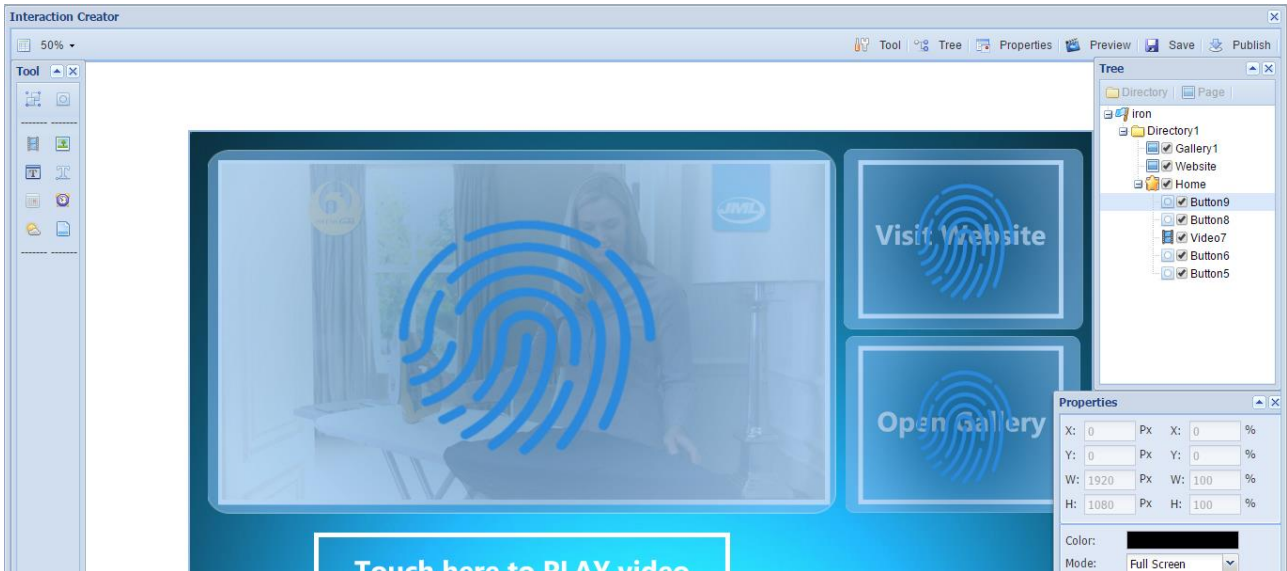 Interaction Creator
50%
Tool Tree Properties Preview Save Publish
Tool
Tree
Directory Page
iron
Directory1
Gallery1
Website
Home
Button9
Button8
Video7
Button6
Button5
JML
Visit Website
Open Gallery
Touch here to PLAY video
Properties
X: 0 Px X: 0 %
Y: 0 Px Y: 0 %
W: 1920 Px W: 100 %
H: 1080 Px H: 100 %
Color:
Mode: Full Screen